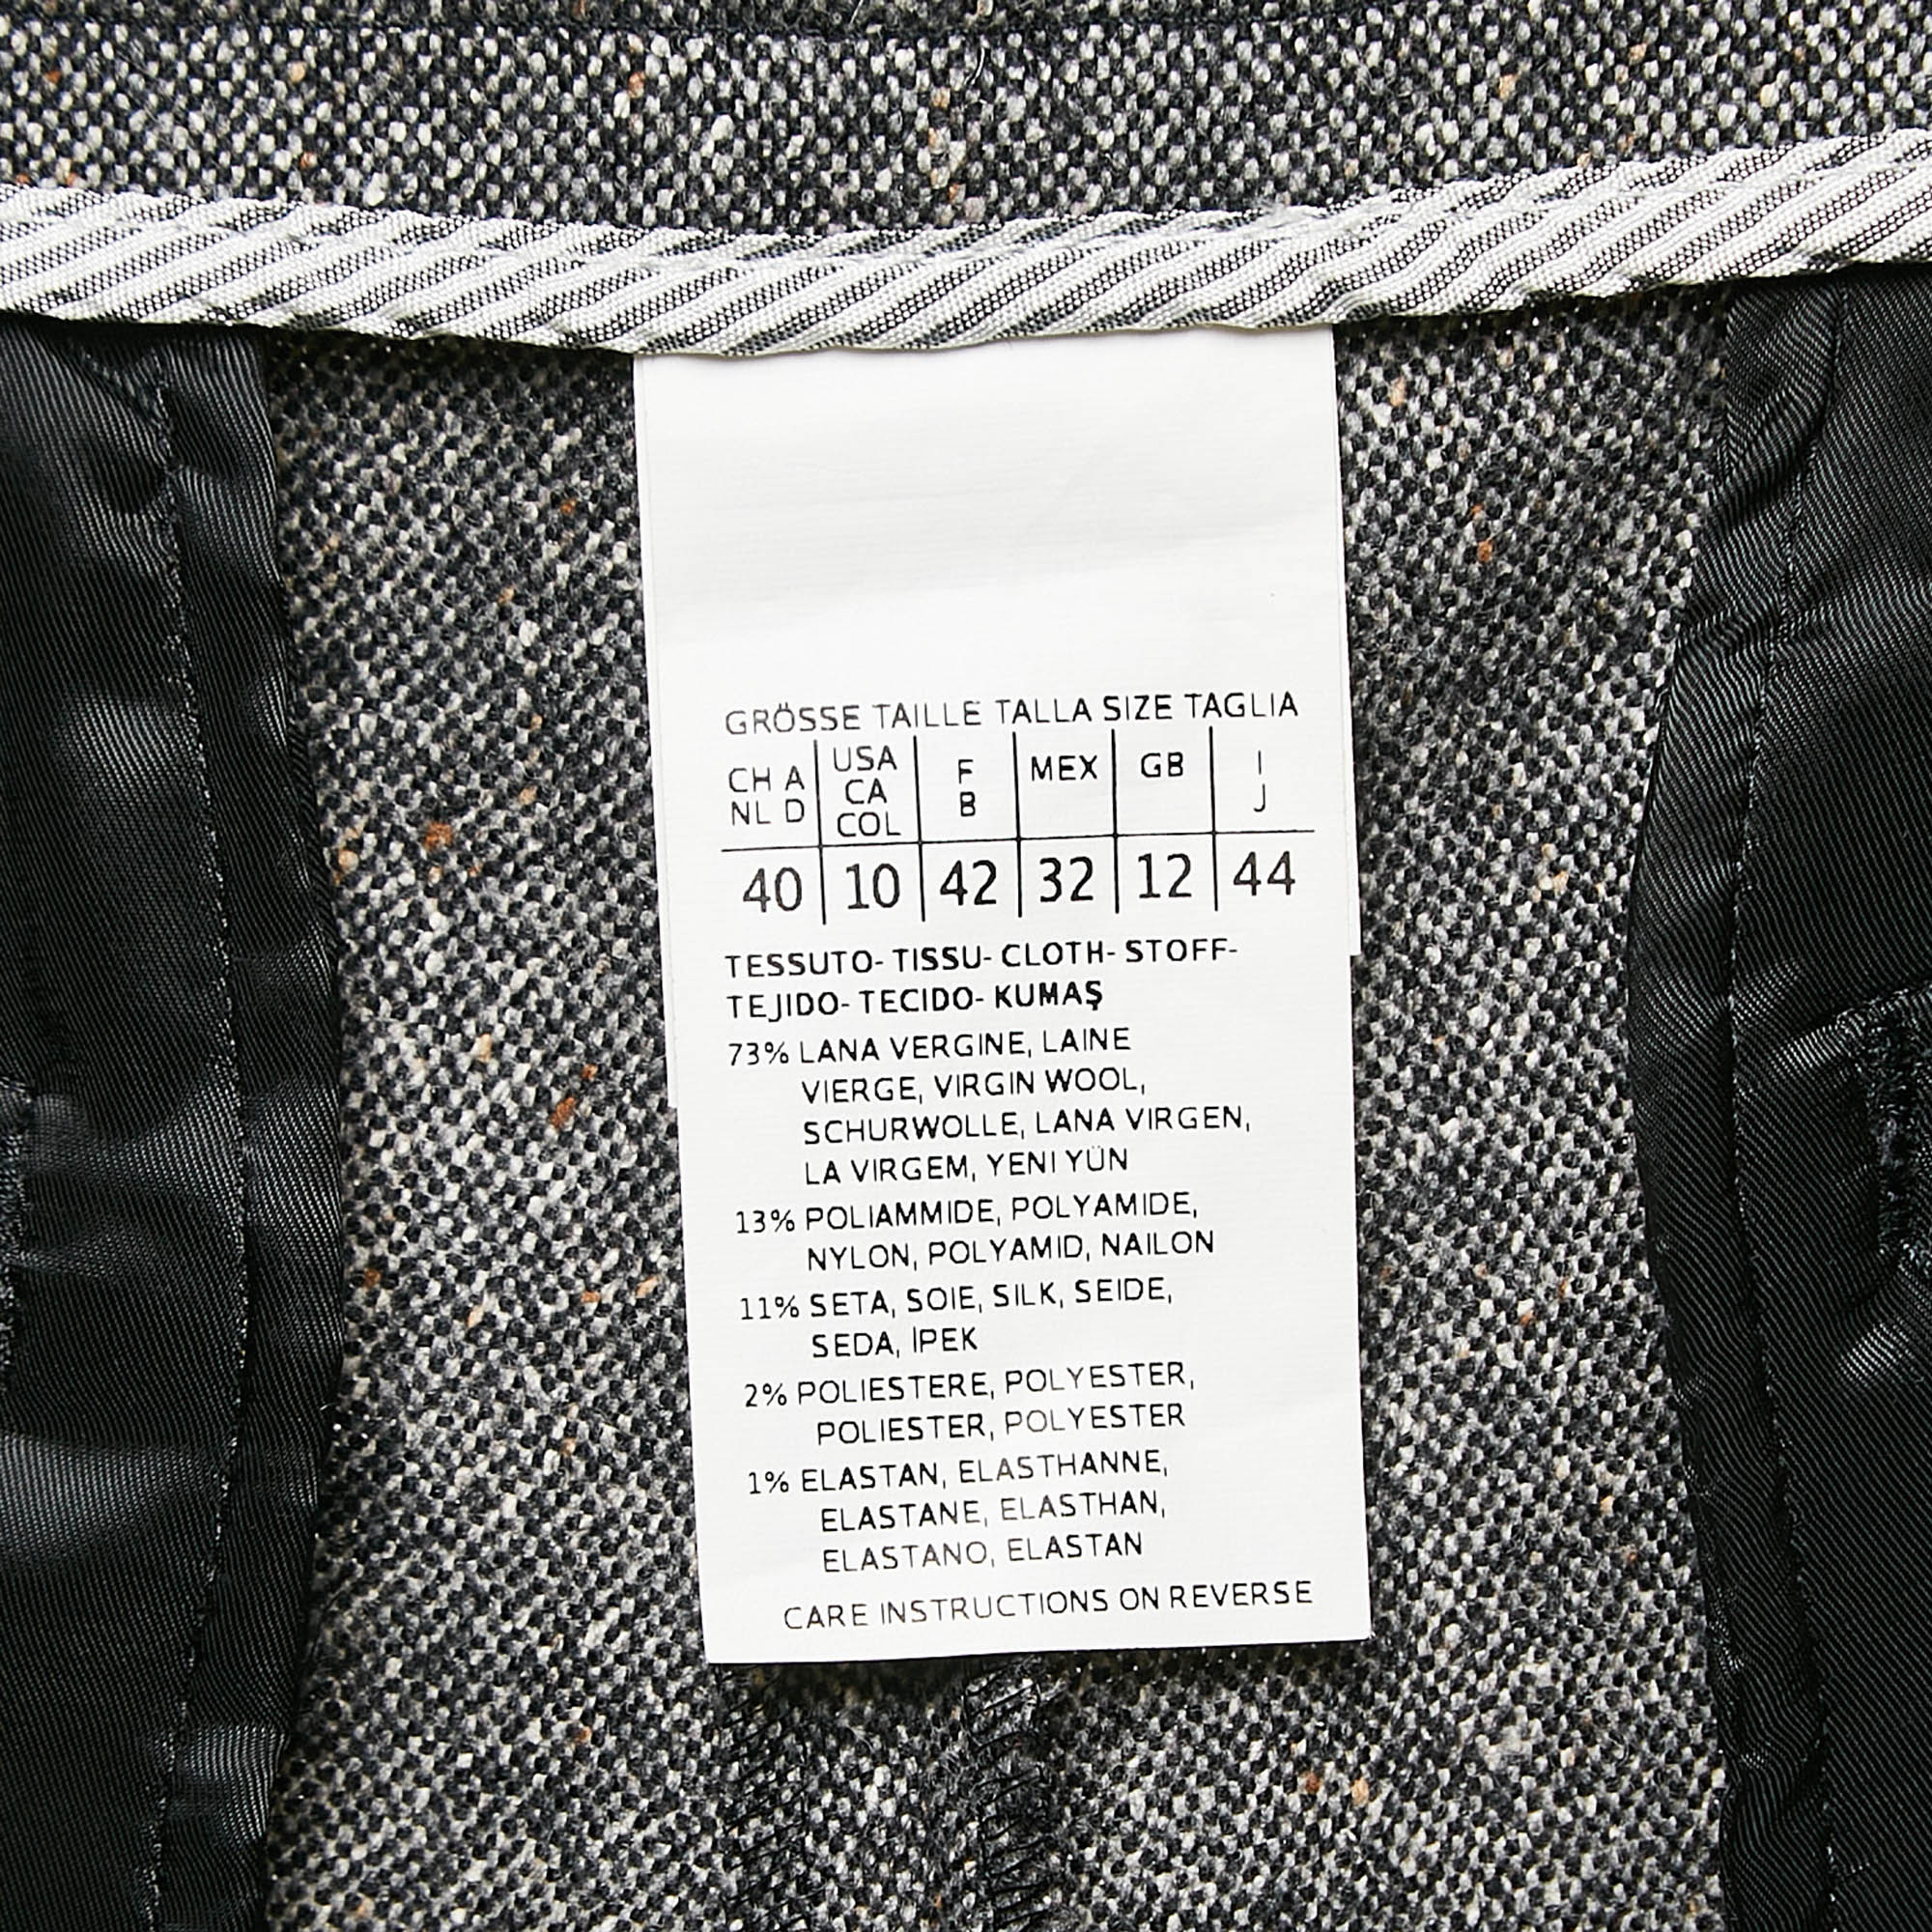 GRÖSSE TAILLE TALLA SIZE TAGLIA
CH A USA F MEX GB I
NL D CA B J
COL
40 10 42 32 12 44
TESSUTO- TISSU- CLOTH- STOFF-
TEJIDO- TECIDO- KUMAŞ
73% LANA VERGINE, LAINE
VIERGE, VIRGIN WOOL,
SCHURWOLLE, LANA VIRGEN,
LA VIRGEM, YENI YÜN
13% POLIAMMIDE, POLYAMIDE,
NYLON, POLYAMID, NAILON
11% SETA, SOIE, SILK, SEIDE,
SEDA, İPEK
2% POLIESTERE, POLYESTER,
POLIESTER, POLYESTER
1% ELASTAN, ELASTHANNE,
ELASTANE, ELASTHAN,
ELASTANO, ELASTAN
CARE INSTRUCTIONS ON REVERSE